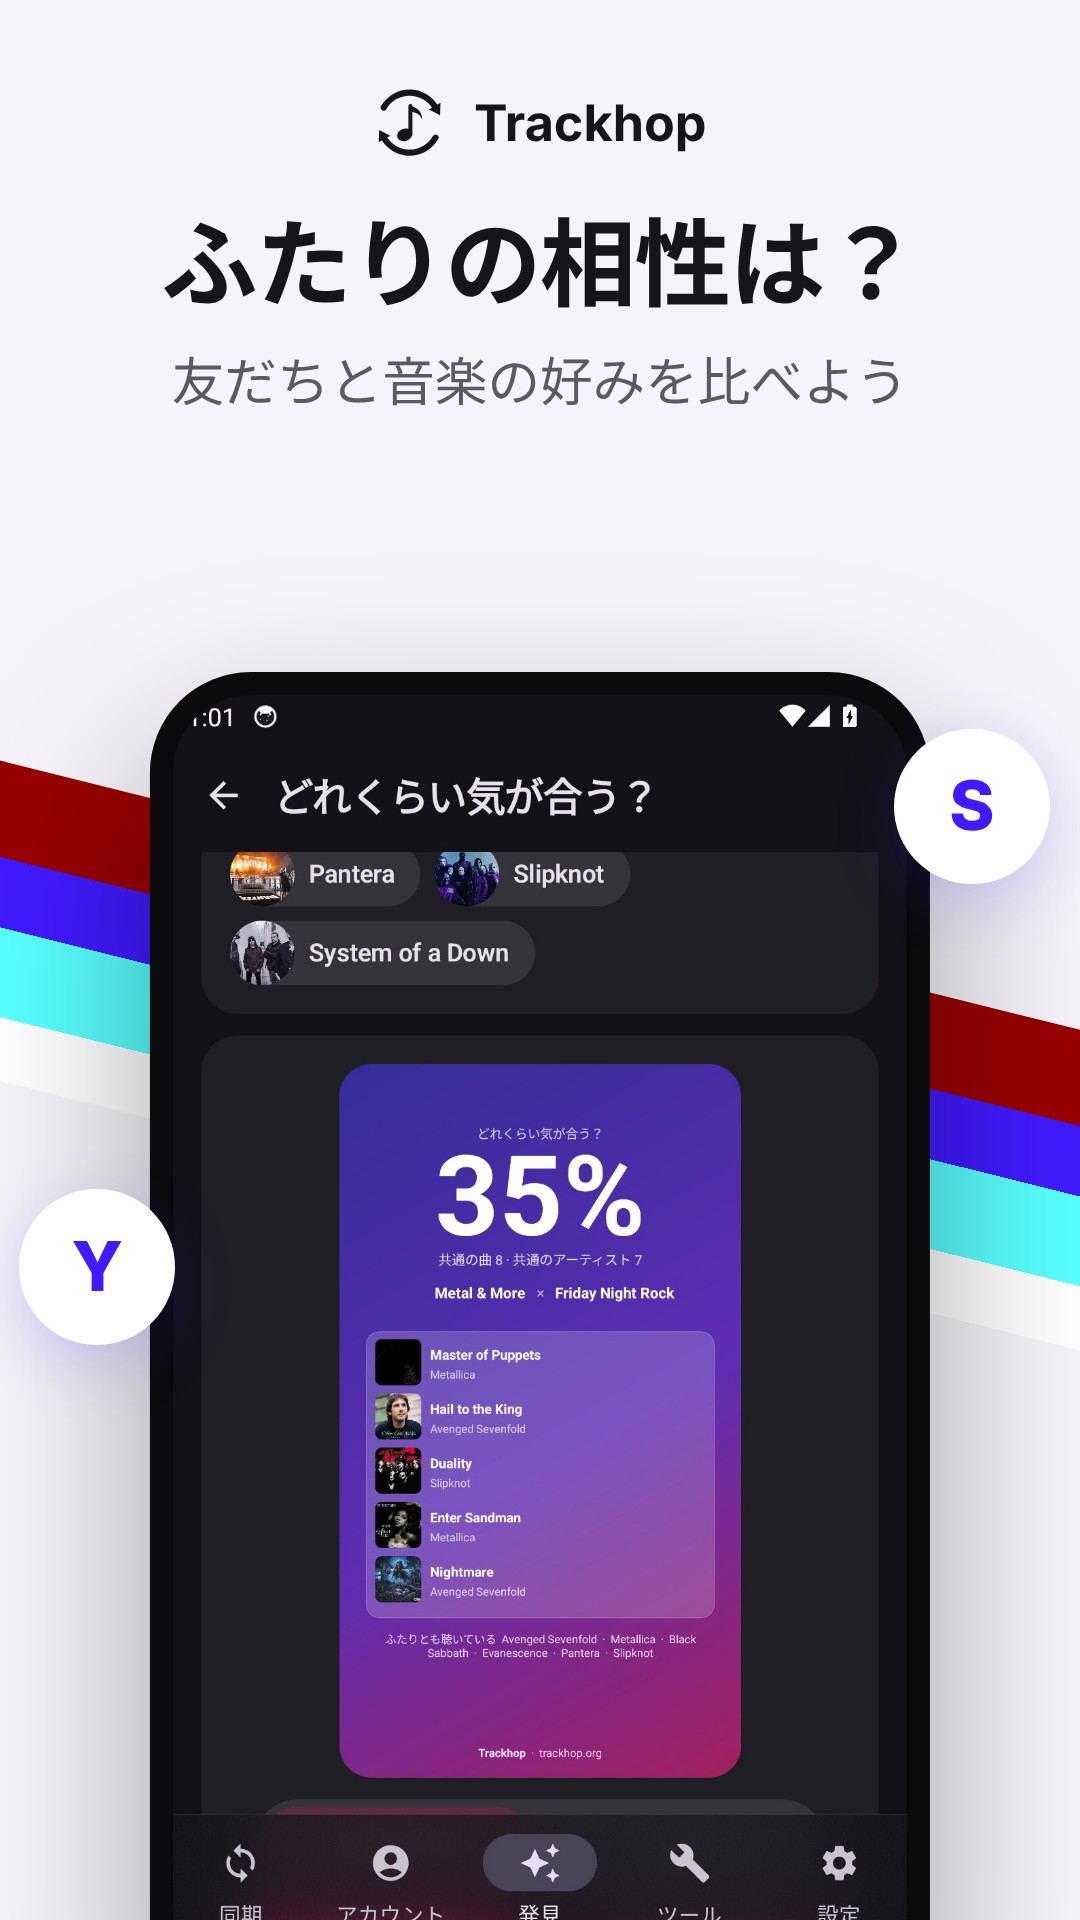 Trackhop
ふたりの相性は？
友だちと音楽の好みを比べよう
:01
どれくらい気が合う？
S
Pantera
Slipknot
System of a Down
どれくらい気が合う？
35%
共通の曲 8 · 共通のアーティスト 7
Metal & More × Friday Night Rock
Y
Master of Puppets
Metallica
Hail to the King
Avenged Sevenfold
Duality
Slipknot
Enter Sandman
Metallica
Nightmare
Avenged Sevenfold
ふたりとも聴いている Avenged Sevenfold · Metallica · Black
Sabbath · Evanescence · Pantera · Slipknot
Trackhop · trackhop.org
同期
アカウント
発見
ツール
設定